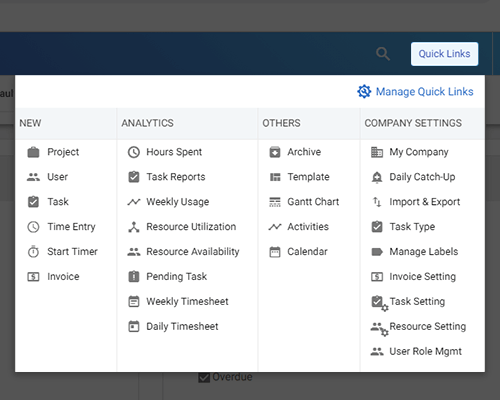 Quick Links
aul
Manage Quick Links
NEW
Project
User
Task
Time Entry
Start Timer
Invoice
ANALYTICS
Hours Spent
Task Reports
Weekly Usage
Resource Utilization
Resource Availability
Pending Task
Weekly Timesheet
Daily Timesheet
OTHERS
Archive
Template
Gantt Chart
Activities
Calendar
COMPANY SETTINGS
My Company
Daily Catch-Up
Import & Export
Task Type
Manage Labels
Invoice Setting
Task Setting
Resource Setting
User Role Mgmt
Overdue